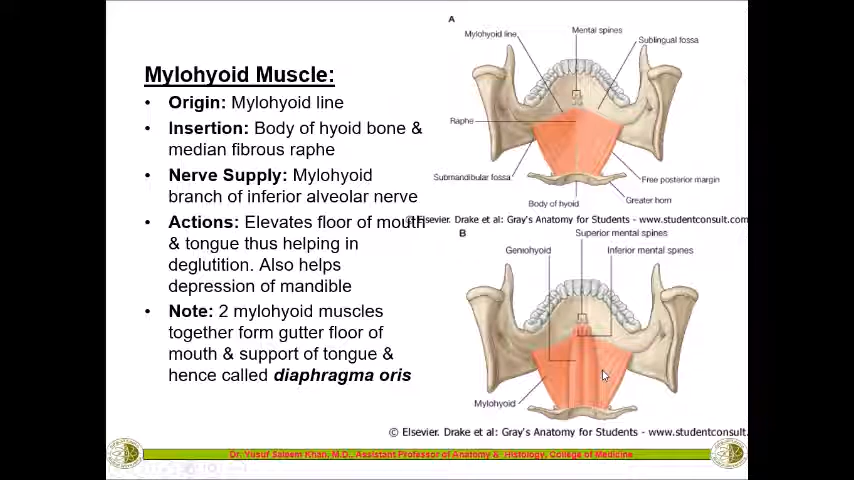 Mylohyoid Muscle:
• Origin: Mylohyoid line
• Insertion: Body of hyoid bone &
median fibrous raphe
• Nerve Supply: Mylohyoid
branch of inferior alveolar nerve
• Actions: Elevates floor of mouth
& tongue thus helping in
deglutition. Also helps
depression of mandible
• Note: 2 mylohyoid muscles
together form gutter floor of
mouth & support of tongue &
hence called diaphragma oris
A
Mylohyoid line
Mental spines
Sublingual fossa
Raphe
Submandibular fossa
Free posterior margin
Greater horn
Body of hyoid
© Elsevier. Drake et al: Gray's Anatomy for Students - www.studentconsult.com
B
Superior mental spines
Geniohyoid
Inferior mental spines
Mylohyoid
© Elsevier. Drake et al: Gray's Anatomy for Students - www.studentconsult.
Dr. Yusuf Saleem Khan, M.D., Assistant Professor of Anatomy & Histology, College of Medicine